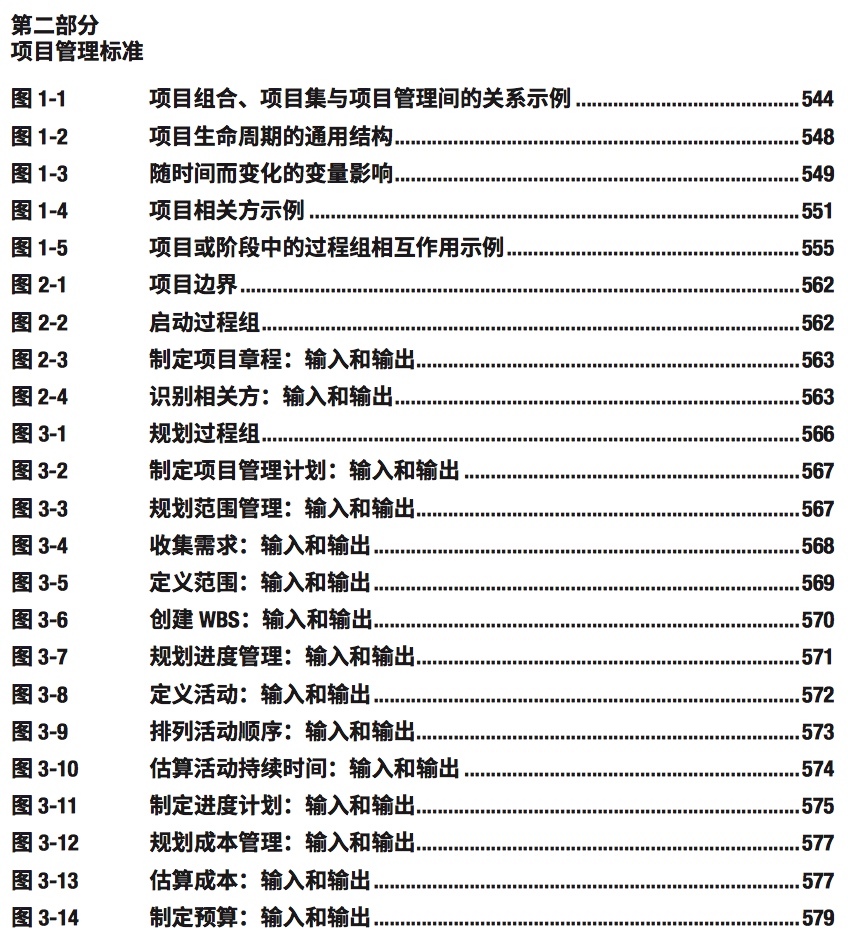 第二部分
项目管理标准
图 1-1 项目组合、项目集与项目管理间的关系示例 ........................................ 544
图 1-2 项目生命周期的通用结构........................................ 548
图 1-3 随时间而变化的变量影响........................................ 549
图 1-4 项目相关方示例 ........................................ 551
图 1-5 项目或阶段中的过程组相互作用示例........................................ 555
图 2-1 项目边界........................................ 562
图 2-2 启动过程组........................................ 562
图 2-3 制定项目章程：输入和输出........................................ 563
图 2-4 识别相关方：输入和输出........................................ 563
图 3-1 规划过程组........................................ 566
图 3-2 制定项目管理计划：输入和输出 ........................................ 567
图 3-3 规划范围管理：输入和输出........................................ 567
图 3-4 收集需求：输入和输出........................................ 568
图 3-5 定义范围：输入和输出........................................ 569
图 3-6 创建 WBS：输入和输出........................................ 570
图 3-7 规划进度管理：输入和输出........................................ 571
图 3-8 定义活动：输入和输出........................................ 572
图 3-9 排列活动顺序：输入和输出........................................ 573
图 3-10 估算活动持续时间：输入和输出 ........................................ 574
图 3-11 制定进度计划：输入和输出........................................ 575
图 3-12 规划成本管理：输入和输出........................................ 577
图 3-13 估算成本：输入和输出........................................ 577
图 3-14 制定预算：输入和输出........................................ 579